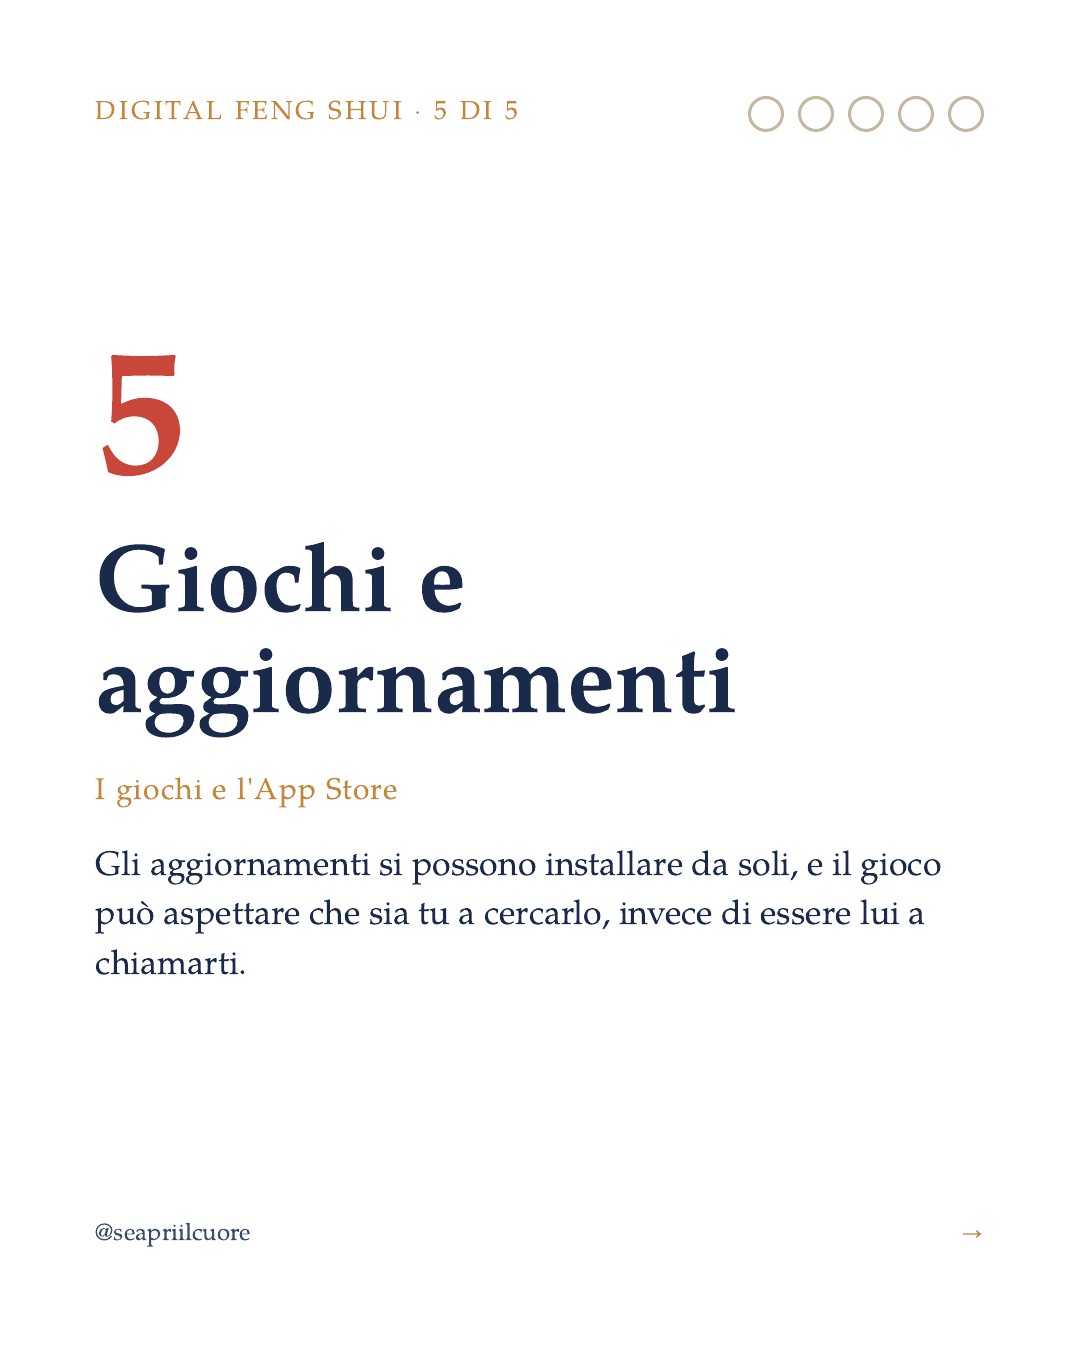 DIGITAL FENG SHUI · 5 DI 5
5
Giochi e
aggiornamenti
I giochi e l'App Store
Gli aggiornamenti si possono installare da soli, e il gioco
può aspettare che sia tu a cercarlo, invece di essere lui a
chiamarti.
@seapriilcuore
→